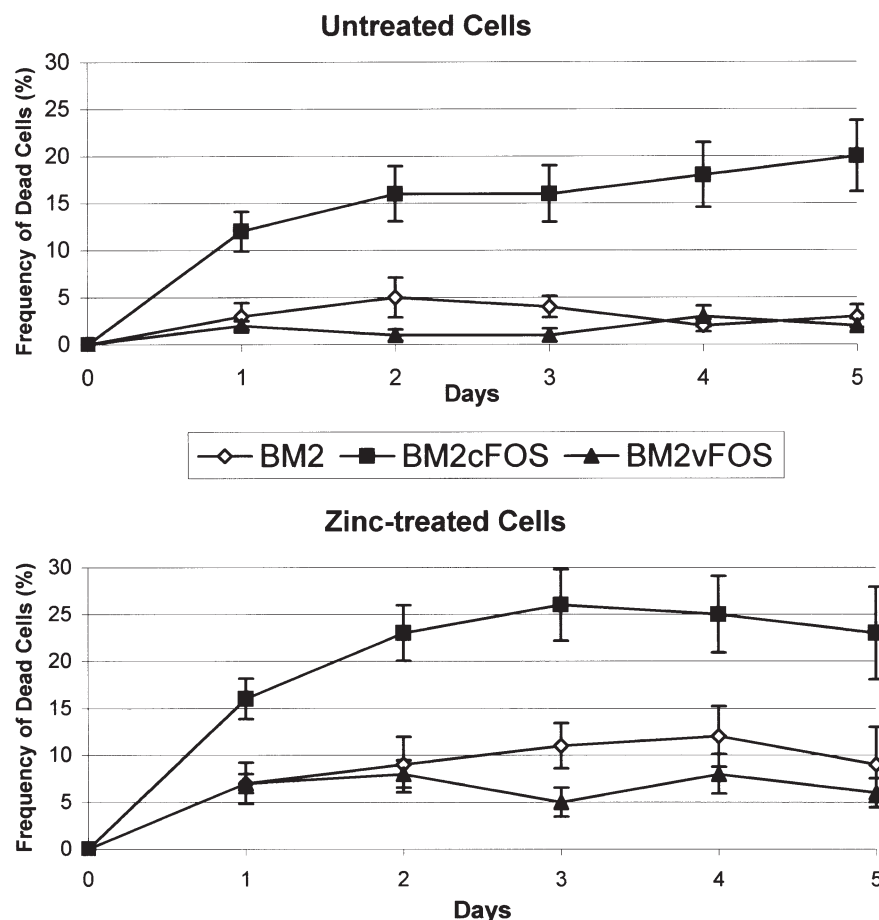 Untreated Cells
Frequency of Dead Cells (%)
30
25
20
15
10
5
0
0 1 2 3 4 5
Days
BM2 BM2cFOS BM2vFOS
Zinc-treated Cells
Frequency of Dead Cells (%)
30
25
20
15
10
5
0
0 1 2 3 4 5
Days